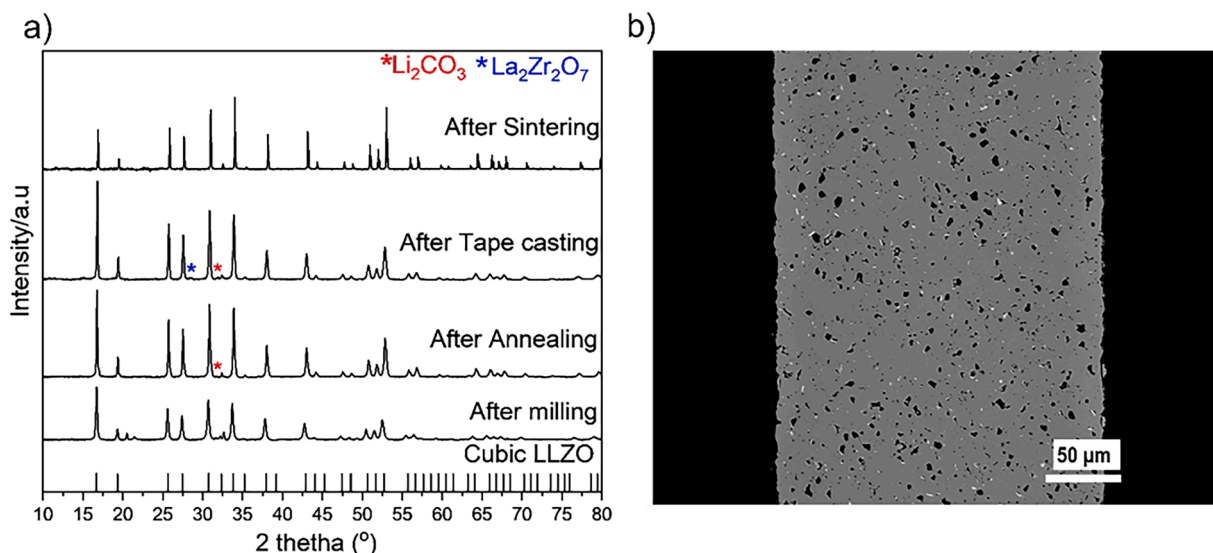 a)
*Li₂CO₃ *La₂Zr₂O₇
After Sintering
After Tape casting
*
*
After Annealing
*
After milling
Cubic LLZO
Intensity/a.u
10 15 20 25 30 35 40 45 50 55 60 65 70 75 80
2 thetha (°)
b)
50 µm